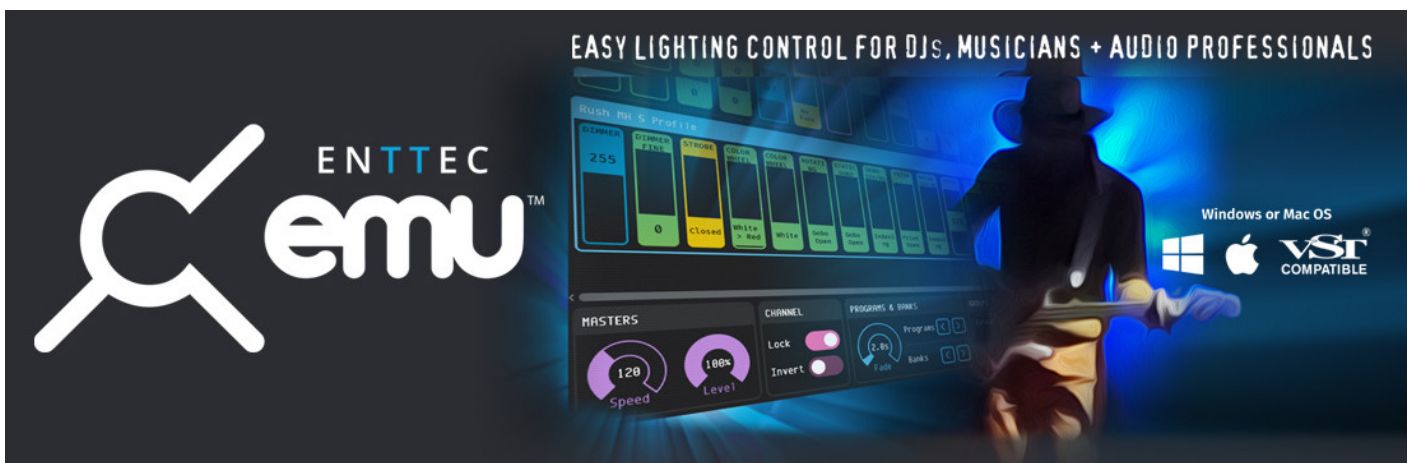 EASY LIGHTING CONTROL FOR DJs, MUSICIANS + AUDIO PROFESSIONALS
ENTTEC
emu™
Windows or Mac OS
VST®
COMPATIBLE
Rush MH 5 Profile
DIMMER
255
DIMMER
FINE
0
STROBE
Closed
COLOR
WHEEL
White
> Red
COLOR
WHEEL
White
Gobo
Open
Gobo
Open
MASTERS
120
Speed
100%
Level
CHANNEL
Lock
Invert
PROGRAMS & BANKS
2.0s
Fade
Programs < >
Banks < >